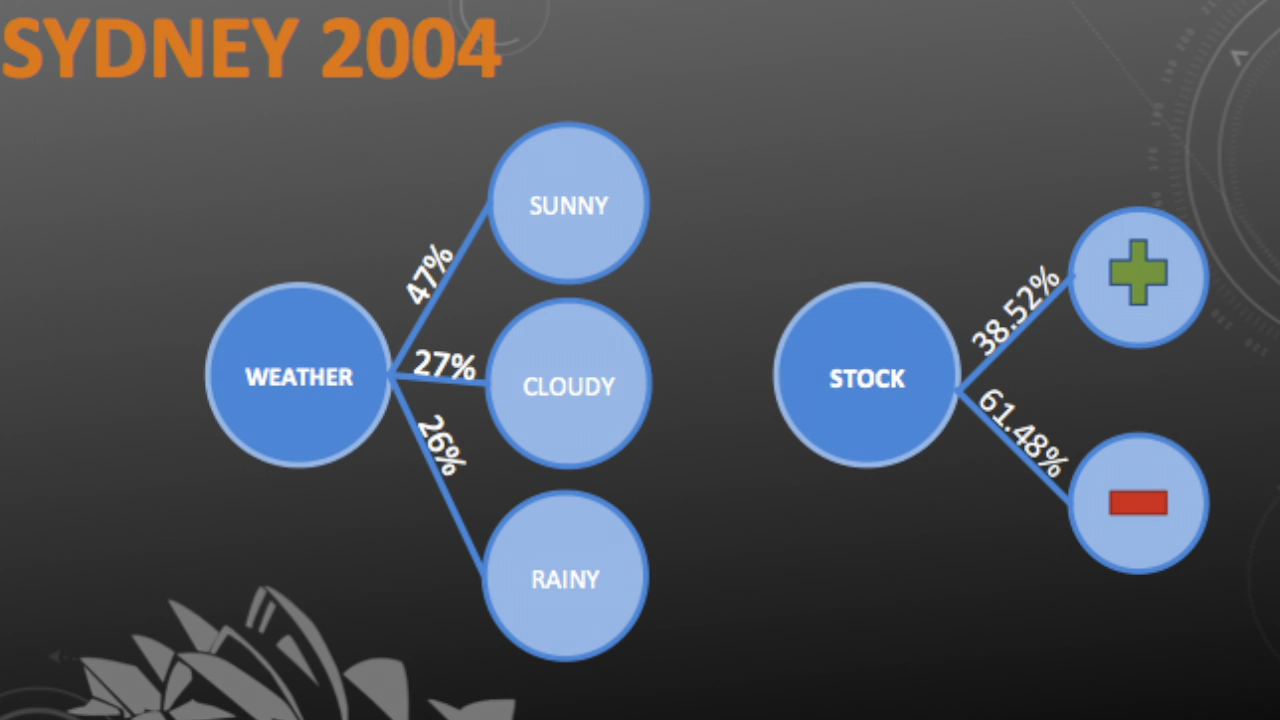 SYDNEY 2004
SUNNY
47%
WEATHER
27%
CLOUDY
26%
RAINY
STOCK
38.52%
61.48%